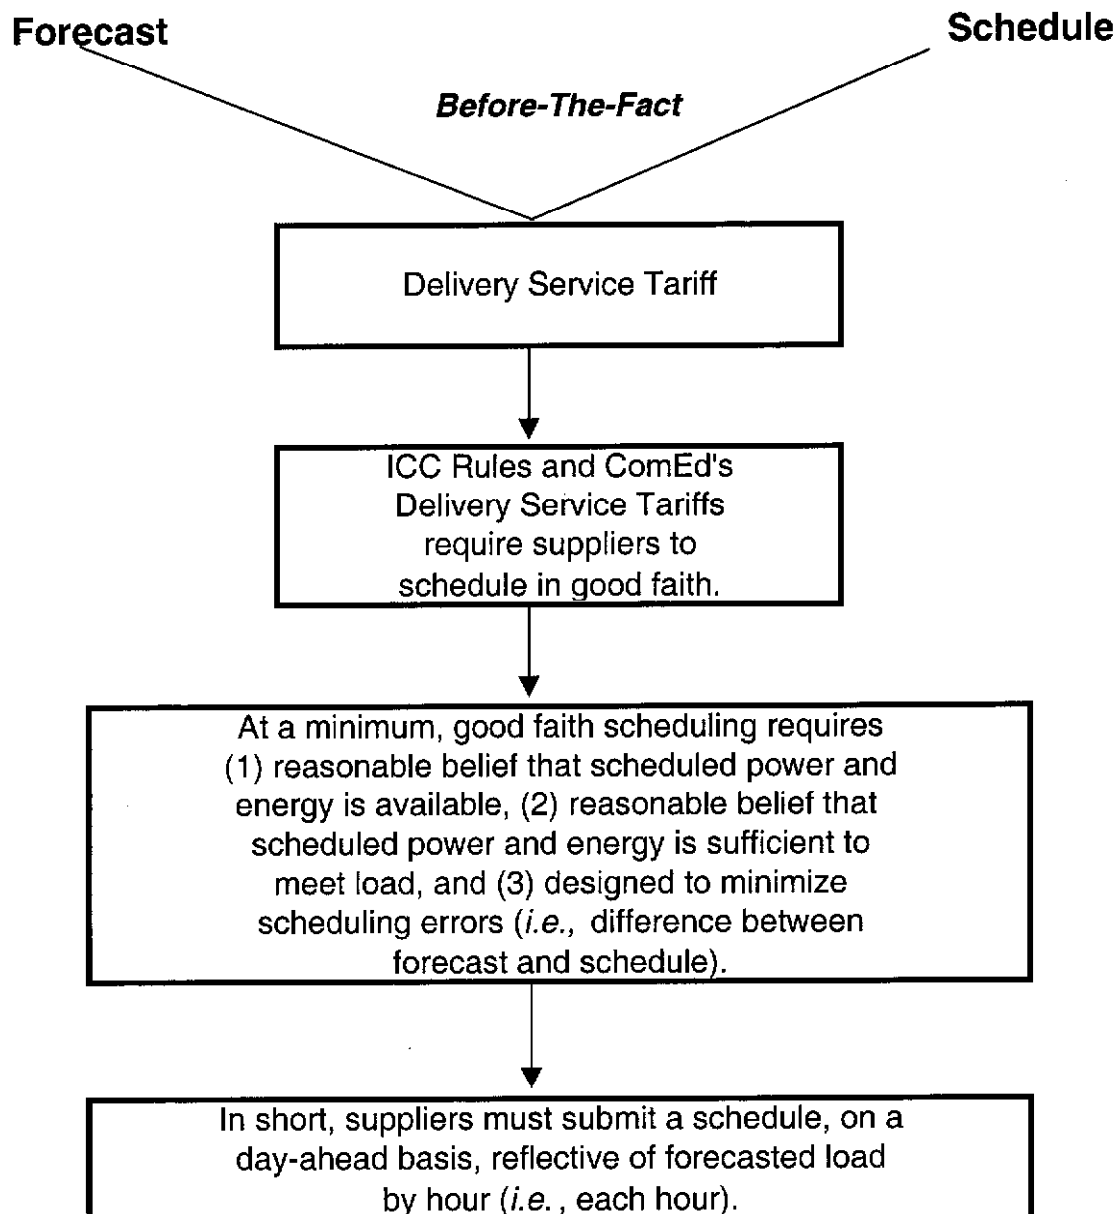 Forecast
Schedule
Before-The-Fact
Delivery Service Tariff
ICC Rules and ComEd's
Delivery Service Tariffs
require suppliers to
schedule in good faith.
At a minimum, good faith scheduling requires
(1) reasonable belief that scheduled power and
energy is available, (2) reasonable belief that
scheduled power and energy is sufficient to
meet load, and (3) designed to minimize
scheduling errors (i.e., difference between
forecast and schedule).
In short, suppliers must submit a schedule, on a
day-ahead basis, reflective of forecasted load
by hour (i.e., each hour).